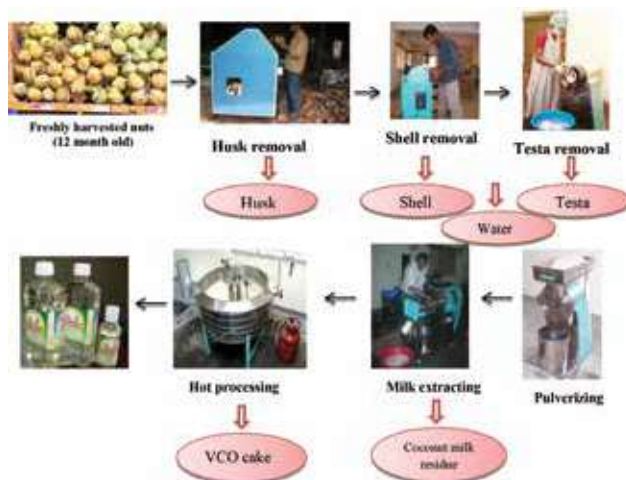 Freshly harvested nuts
(12 month old)
Husk removal
Shell removal
Testa removal
Husk
Shell
Water
Testa
Hot processing
Milk extracting
Pulverizing
VCO cake
Coconut milk
residue